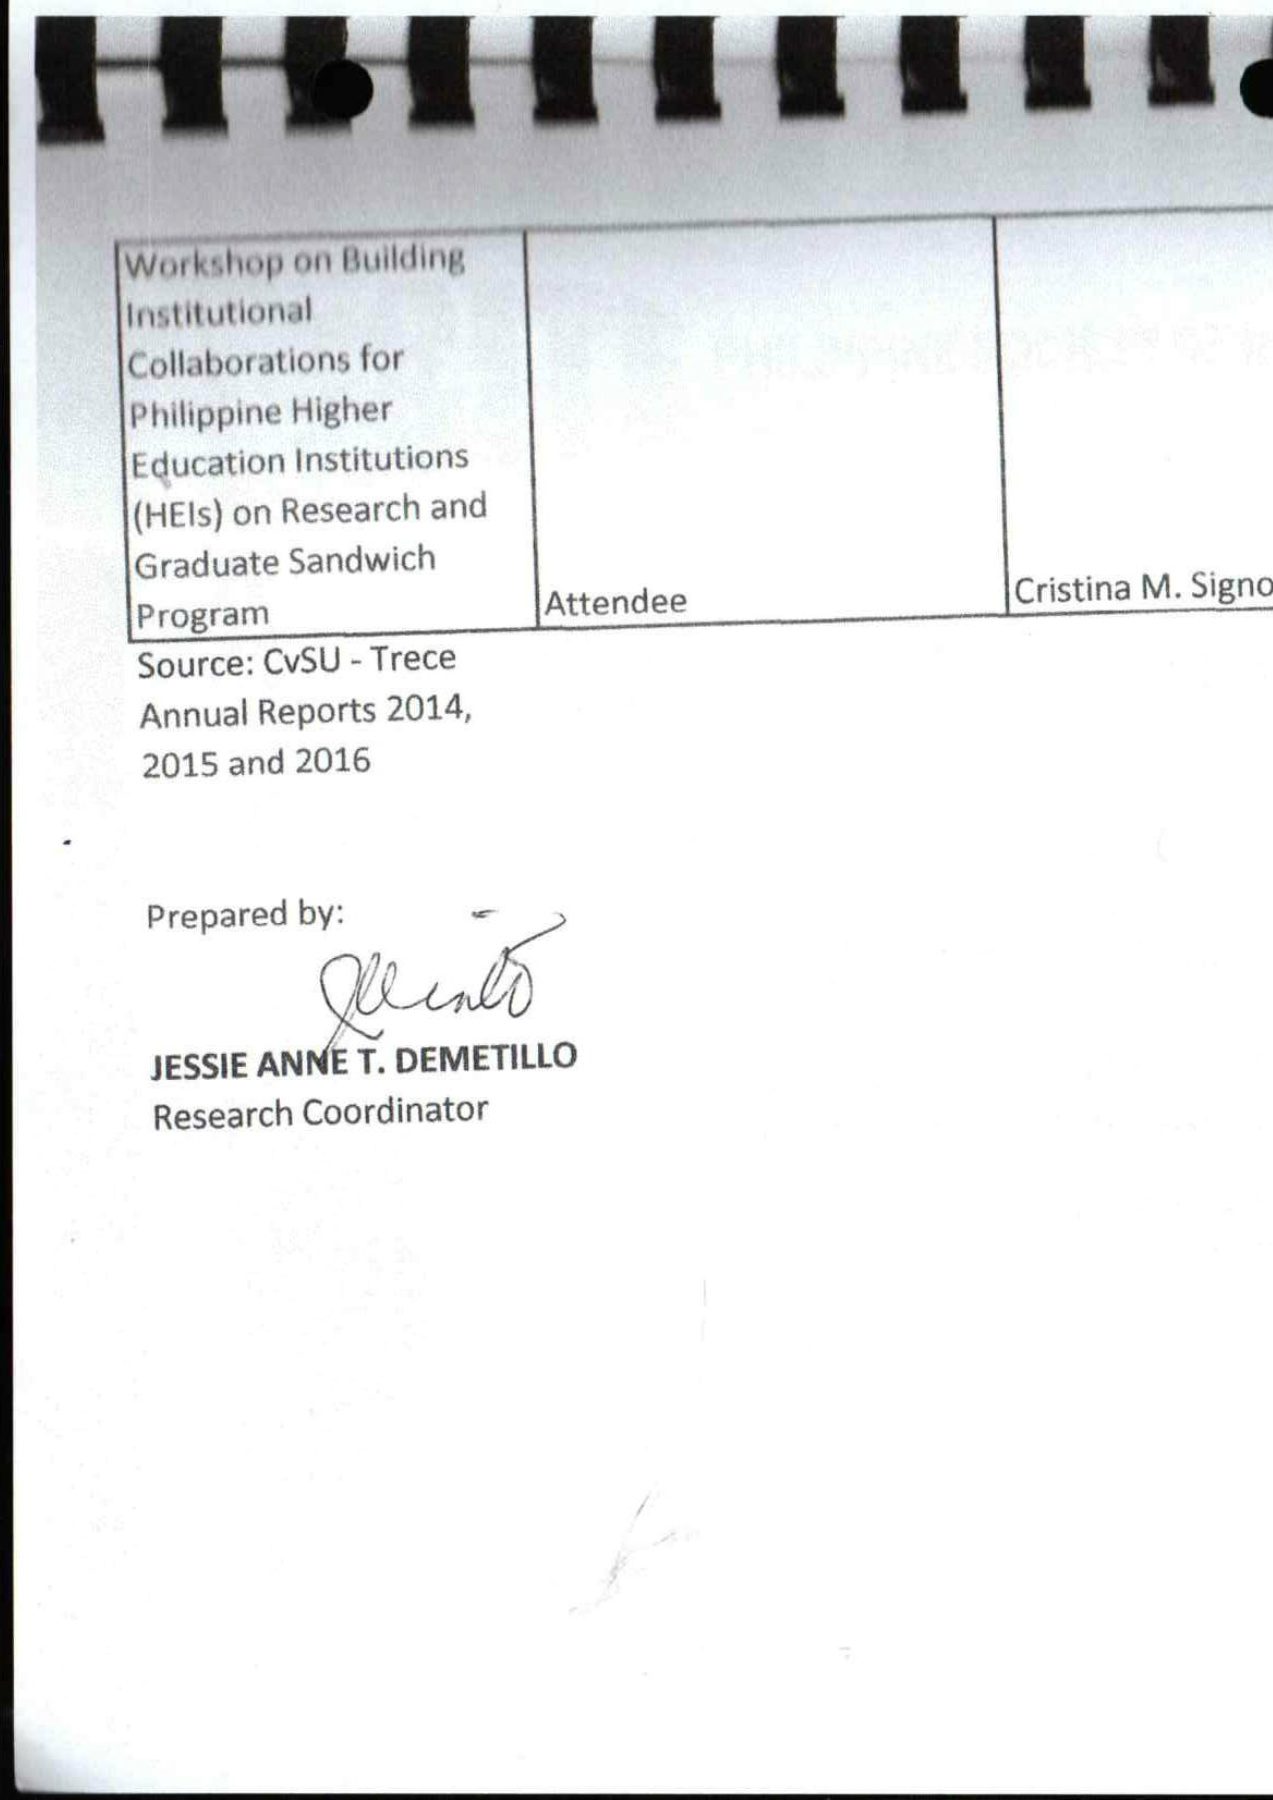 Workshop on Building
Institutional
Collaborations for
Philippine Higher
Education Institutions
(HEIs) on Research and
Graduate Sandwich
Program
Attendee
Cristina M. Signo
Source: CvSU - Trece
Annual Reports 2014,
2015 and 2016
Prepared by:
JESSIE ANNE T. DEMETILLO
Research Coordinator